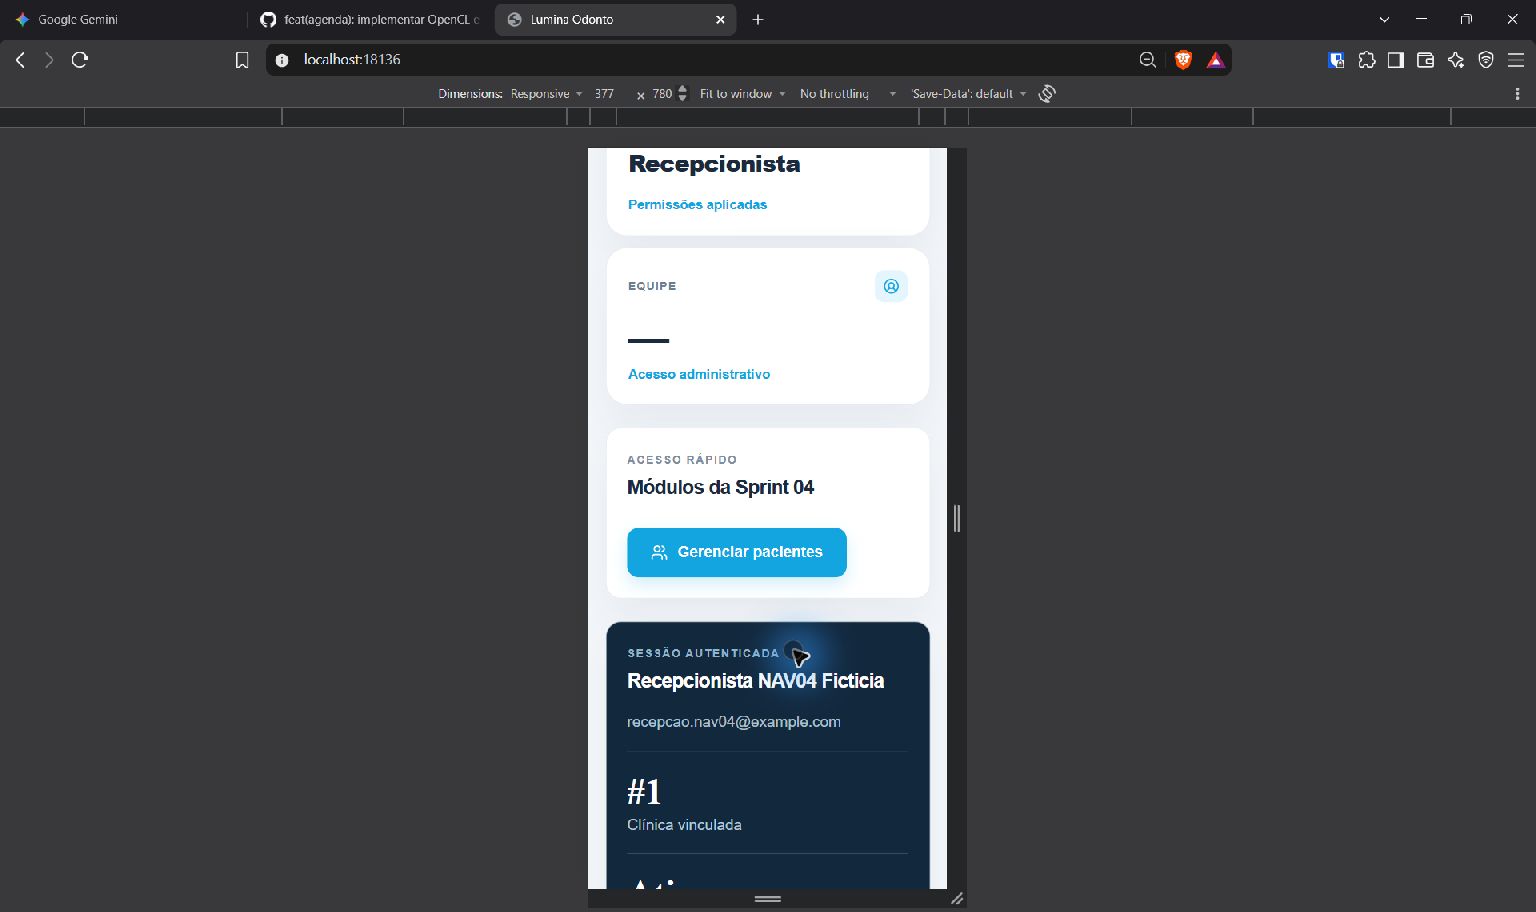 Google Gemini
feat(agenda): implementar OpenCL e
Lumina Odonto
localhost:18136
Dimensions: Responsive
377
x
780
Fit to window
No throttling
'Save-Data': default
Recepcionista
Permissões aplicadas
EQUIPE
—
Acesso administrativo
ACESSO RÁPIDO
Módulos da Sprint 04
Gerenciar pacientes
SESSÃO AUTENTICADA
Recepcionista NAV04 Ficticia
recepcao.nav04@example.com
#1
Clínica vinculada